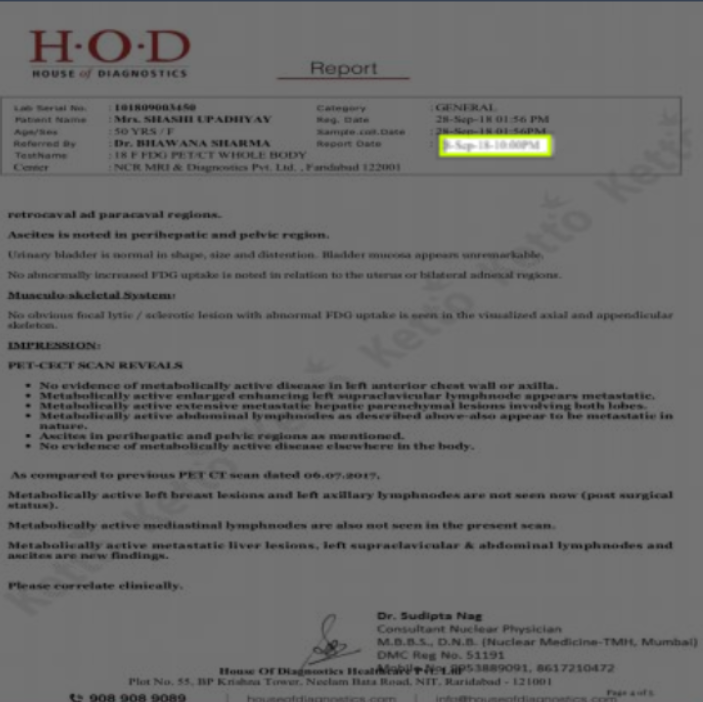 H·O·D
HOUSE of DIAGNOSTICS
Report
Lab Serial No. : 101809003450 Category : GENERAL
Patient Name : Mrs. SHASHI UPADHYAY Reg. Date 28-Sep-18 01:56 PM
Age/Sex : 50 YRS / F Sample.coll.Date : 28-Sep-18 01:56PM
Referred By : Dr. BHAWANA SHARMA Report Date : 8-Sep-18-10:00PM
TestName : 18 F FDG PET/CT WHOLE BODY
Center : NCR MRI & Diagnostics Pvt. Ltd. , Faridabad 122001
retrocaval ad paracaval regions.
Ascites is noted in perihepatic and pelvic region.
Urinary bladder is normal in shape, size and distention. Bladder mucosa appears unremarkable.
No abnormally increased FDG uptake is noted in relation to the uterus or bilateral adnexal regions.
Musculo-skeletal System:
No obvious focal lytic / sclerotic lesion with abnormal FDG uptake is seen in the visualized axial and appendicular
skeleton.
IMPRESSION:
PET-CECT SCAN REVEALS
• No evidence of metabolically active disease in left anterior chest wall or axilla.
• Metabolically active enlarged enhancing left supraclavicular lymphnode appears metastatic.
• Metabolically active extensive metastatic hepatic parenchymal lesions involving both lobes.
• Metabolically active abdominal lymphnodes as described above-also appear to be metastatic in
nature.
• Ascites in perihepatic and pelvic regions as mentioned.
• No evidence of metabolically active disease elsewhere in the body.
As compared to previous PET CT scan dated 06.07.2017,
Metabolically active left breast lesions and left axillary lymphnodes are not seen now (post surgical
status).
Metabolically active mediastinal lymphnodes are also not seen in the present scan.
Metabolically active metastatic liver lesions, left supraclavicular & abdominal lymphnodes and
ascites are new findings.
Please correlate clinically.
Dr. Sudipta Nag
Consultant Nuclear Physician
M.B.B.S., D.N.B. (Nuclear Medicine-TMH, Mumbai)
DMC Reg No. 51191
Mobile No: 9953889091, 8617210472
House Of Diagnostics Healthcare Pvt. Ltd
Plot No. 55, BP Krishna Tower, Neelam Bata Road, NIT, Faridabad - 121001
Page 4 of 5
908 908 9089 | houseofdiagnostics.com | info@houseofdiagnostics.com
Ketto Ketto Ketto Ketto Ketto